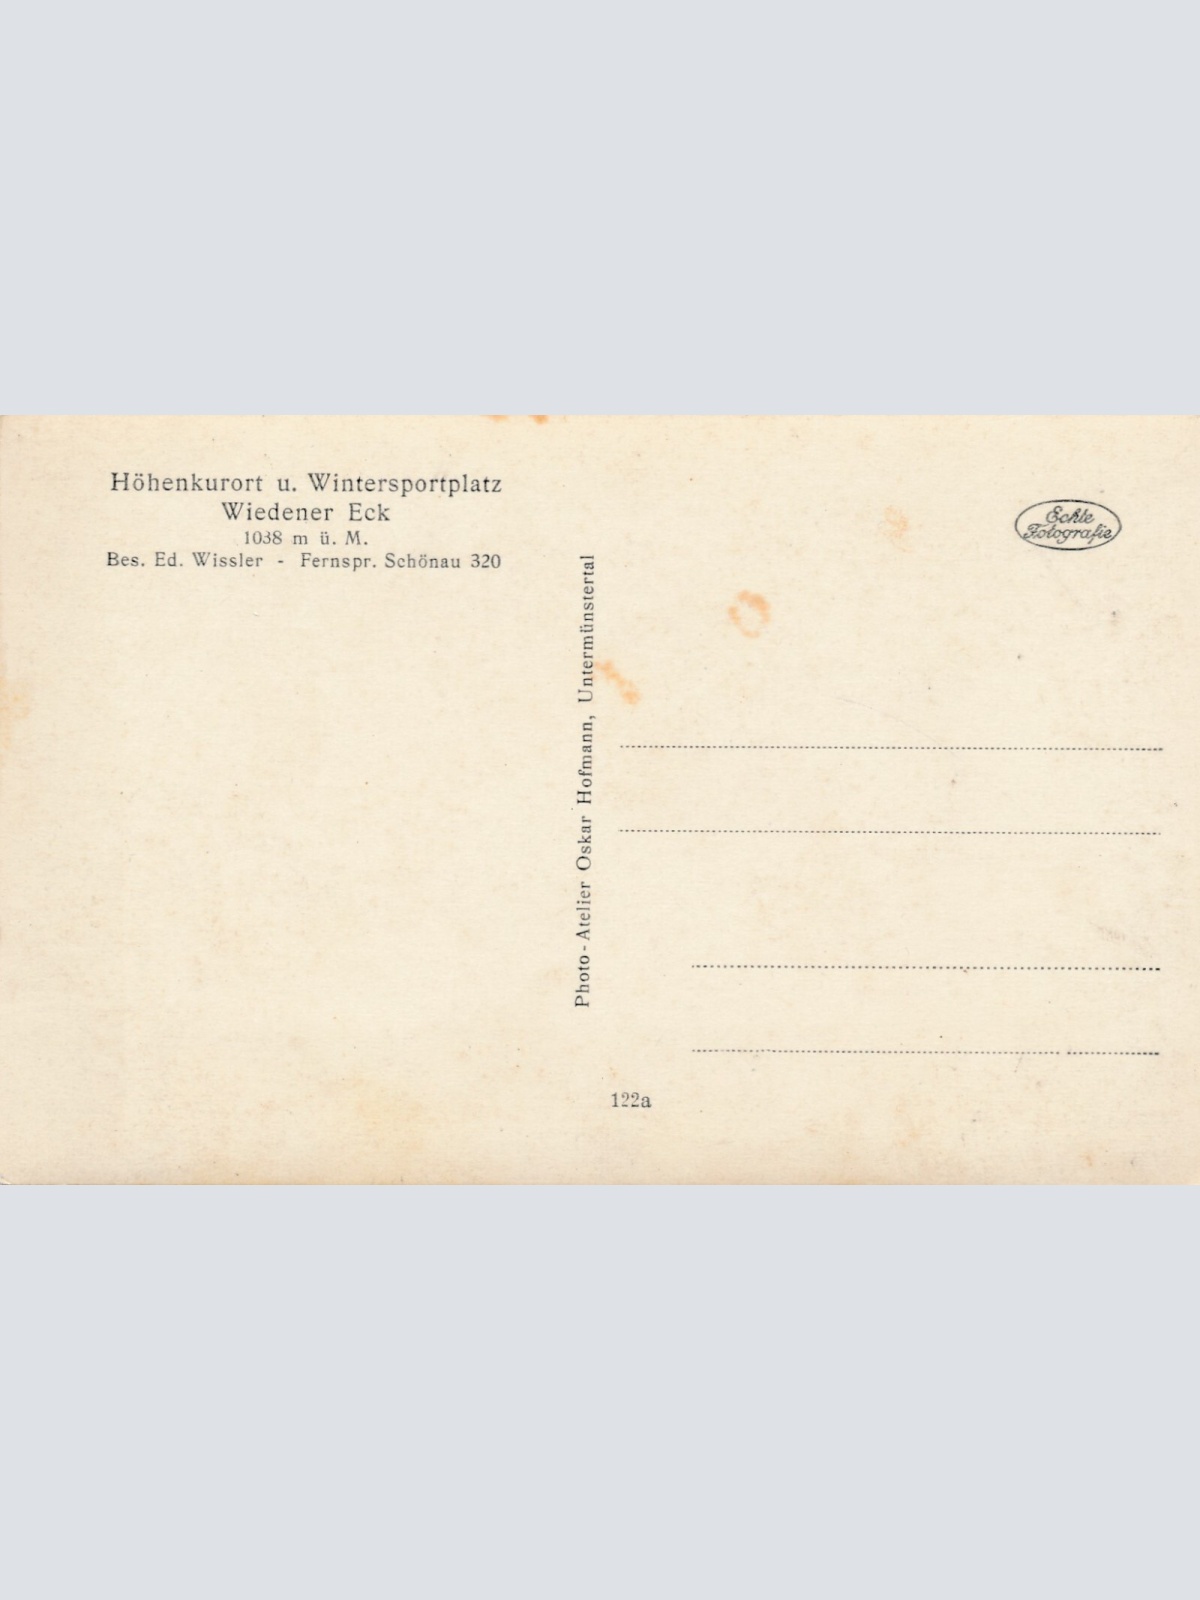 Höhenkurort u. Wintersportplatz
Wiedener Eck
1038 m ü. M.
Bes. Ed. Wissler - Fernspr. Schönau 320
Photo-Atelier Oskar Hofmann, Untermünstertal
Echte
Fotografie
122a